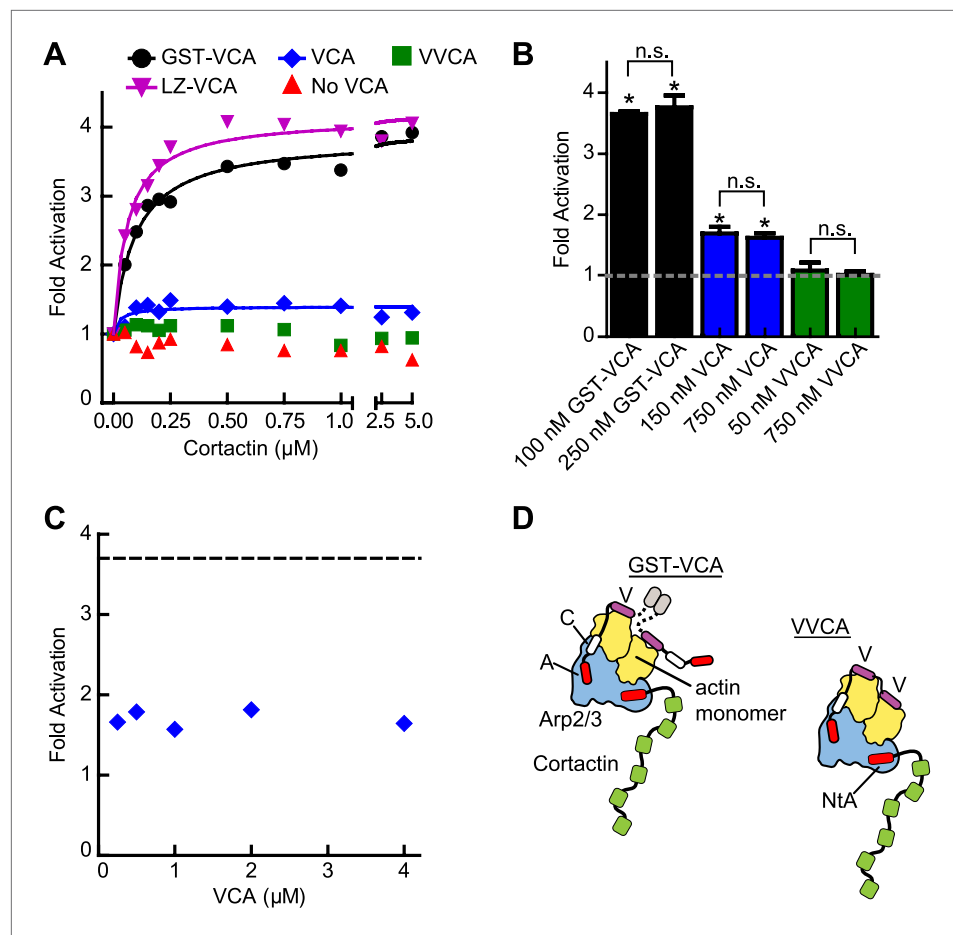 A
GST-VCA VCA VVCA
LZ-VCA No VCA
Fold Activation
4
3
2
1
0
0.00 0.25 0.50 0.75 1.0 2.5 5.0
Cortactin (µM)
B
n.s.
* *
n.s.
* *
n.s.
Fold Activation
4
2
1
0
100 nM GST-VCA
250 nM GST-VCA
150 nM VCA
750 nM VCA
50 nM VVCA
750 nM VVCA
C
Fold Activation
4
3
2
1
0
0 1 2 3 4
VCA (µM)
D
GST-VCA
V
C
A
actin
monomer
Arp2/3
Cortactin
VVCA
V
V
NtA